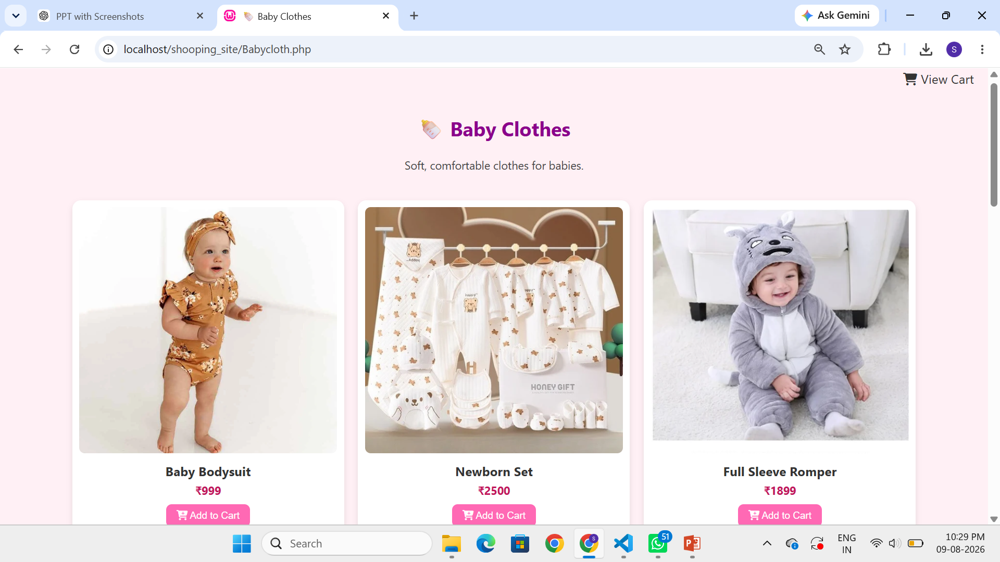 PPT with Screenshots
Baby Clothes
Ask Gemini
localhost/shooping_site/Babycloth.php
S
View Cart
Baby Clothes
Soft, comfortable clothes for babies.
happy
HONEY GIFT
Baby Bodysuit
Newborn Set
Full Sleeve Romper
₹999
₹2500
₹1899
Add to Cart
Add to Cart
Add to Cart
Search
S
51
ENG
IN
10:29 PM
09-08-2026